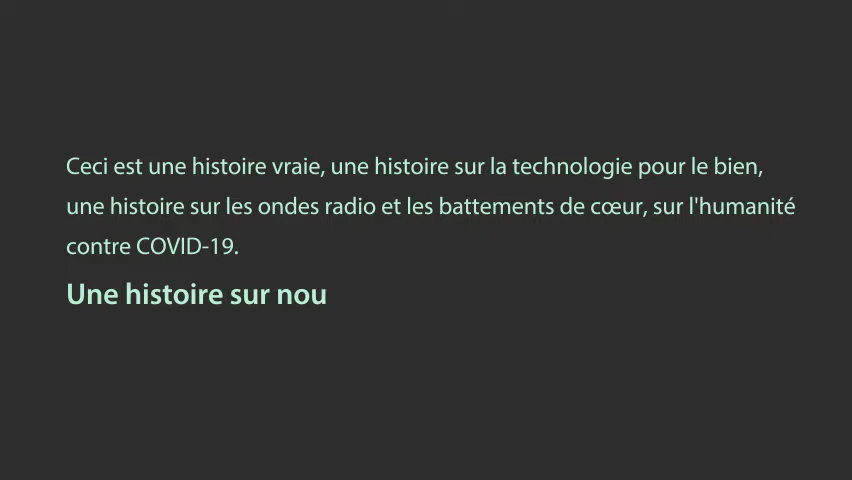 Ceci est une histoire vraie, une histoire sur la technologie pour le bien,
une histoire sur les ondes radio et les battements de cœur, sur l'humanité
contre COVID-19.
Une histoire sur nou